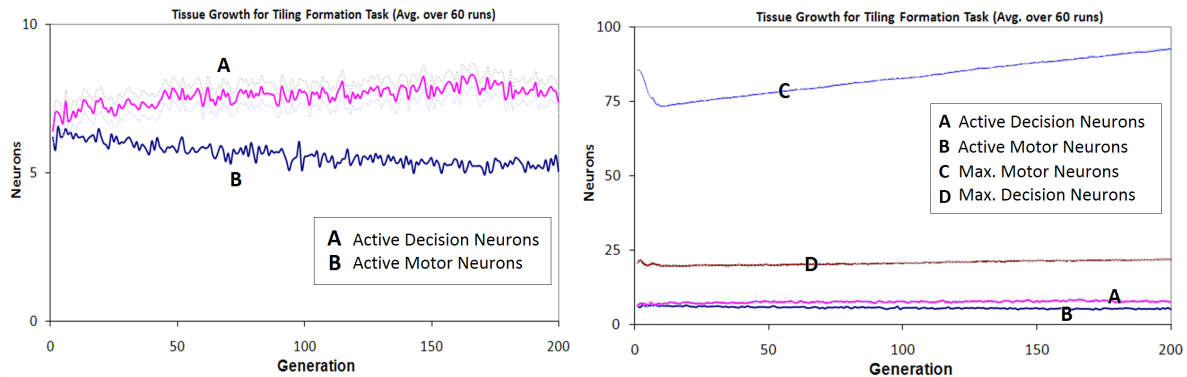 Tissue Growth for Tiling Formation Task (Avg. over 60 runs)
10
5
0
Neurons
A
B
A Active Decision Neurons
B Active Motor Neurons
0 50 100 150 200
Generation
Tissue Growth for Tiling Formation Task (Avg. over 60 runs)
100
75
50
25
0
Neurons
C
A Active Decision Neurons
B Active Motor Neurons
C Max. Motor Neurons
D Max. Decision Neurons
D
A
B
0 50 100 150 200
Generation